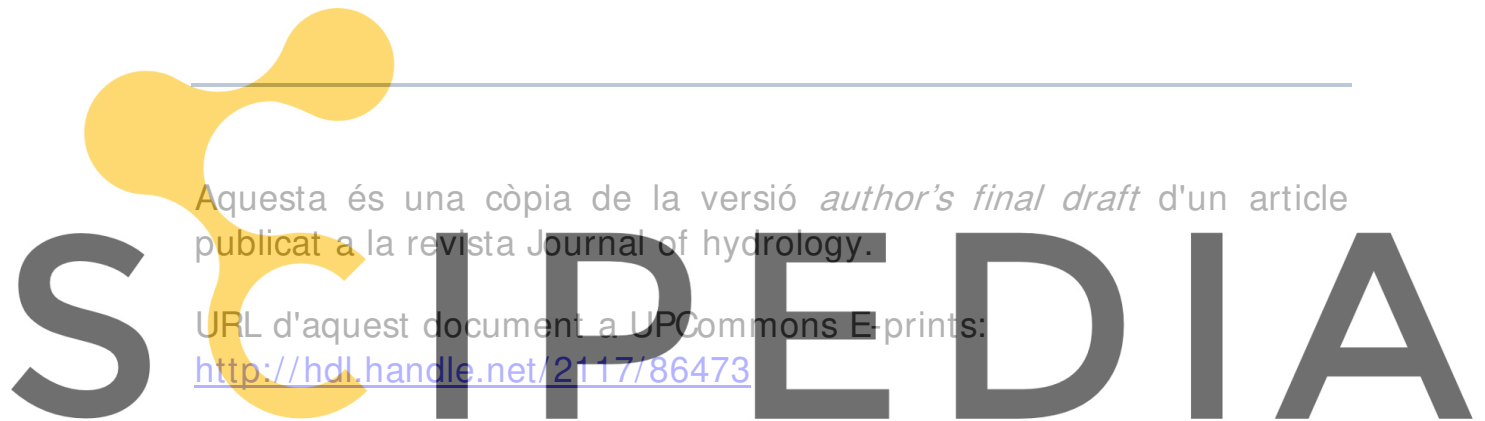 Aquesta és una còpia de la versió author's final draft d'un article
publicat a la revista Journal of hydrology.
SCIPEDIA
URL d'aquest document a UPCommons E-prints:
http://hdl.handle.net/2117/86473